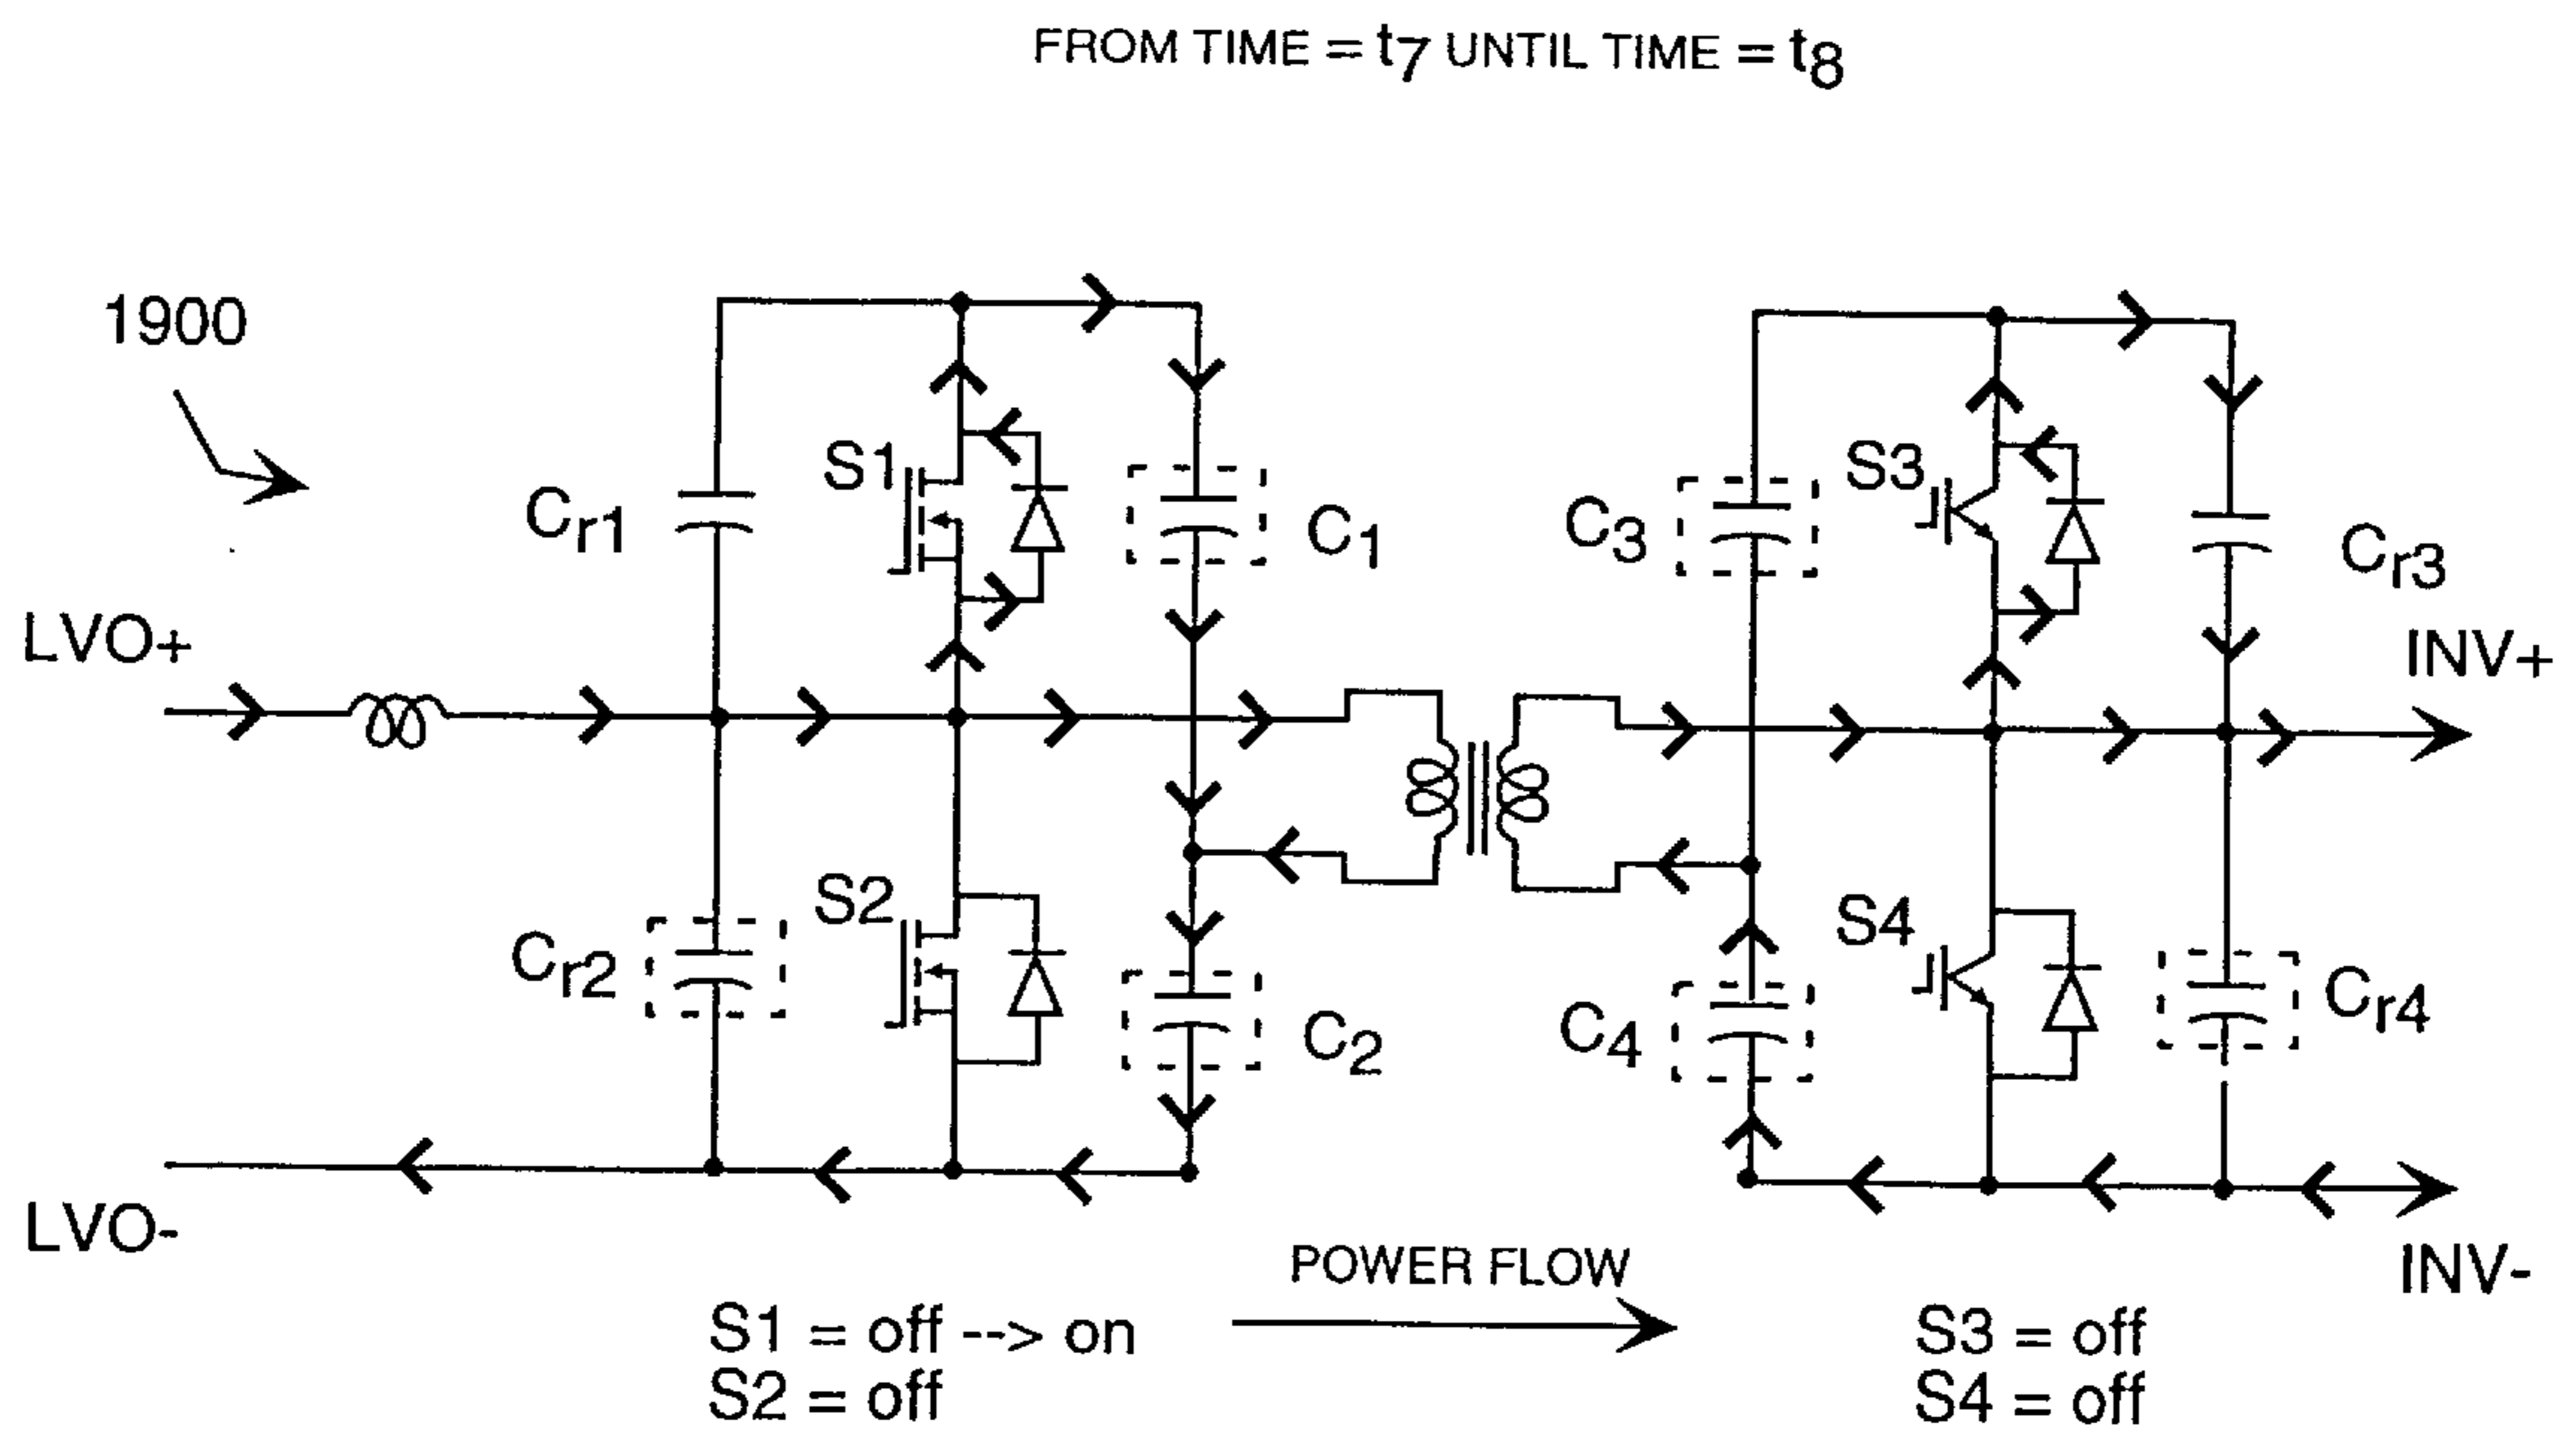 FROM TIME = t7 UNTIL TIME = t8
1900
S1
S3
Cr1
C1
C3
Cr3
LVO+
INV+
S2
S4
Cr2
C2
C4
Cr4
LVO-
INV-
POWER FLOW
S1 = off --> on
S2 = off
S3 = off
S4 = off